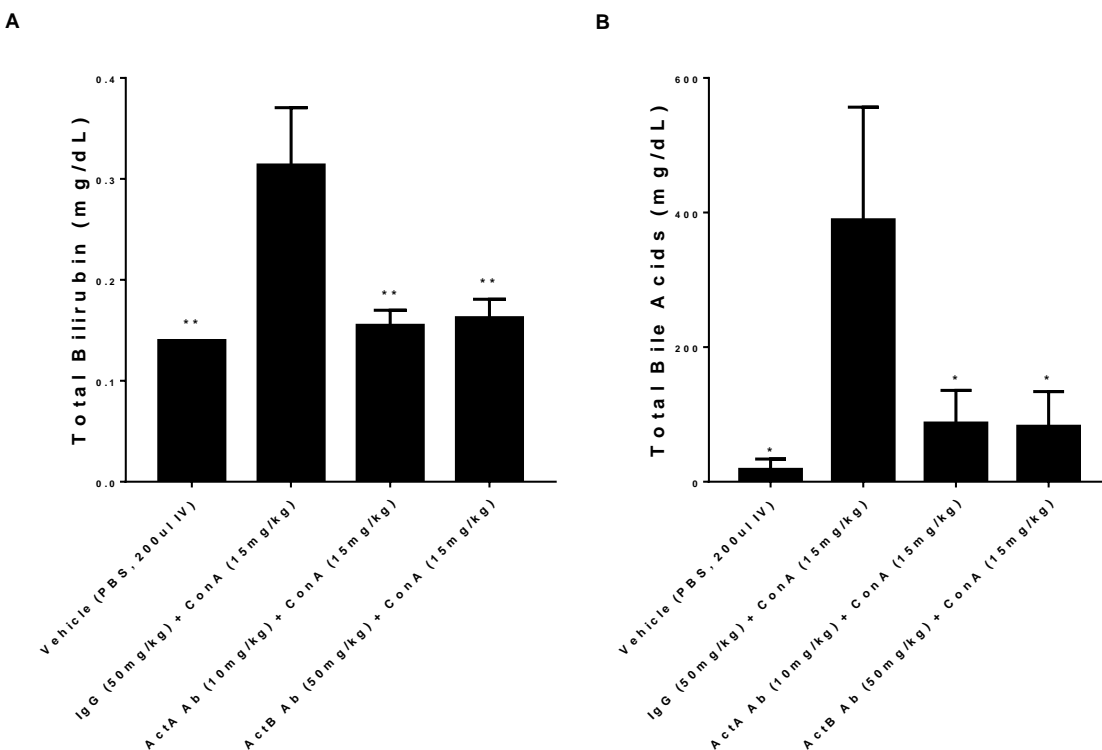 A
Total Bilirubin (mg/dL)
0.4
0.3
0.2
0.1
0.0
**
**
**
Vehicle (PBS, 200ul IV)
IgG (50mg/kg) + ConA (15mg/kg)
ActA Ab (10mg/kg) + ConA (15mg/kg)
ActB Ab (50mg/kg) + ConA (15mg/kg)
B
Total Bile Acids (mg/dL)
600
400
200
0
*
*
*
Vehicle (PBS, 200ul IV)
IgG (50mg/kg) + ConA (15mg/kg)
ActA Ab (10mg/kg) + ConA (15mg/kg)
ActB Ab (50mg/kg) + ConA (15mg/kg)